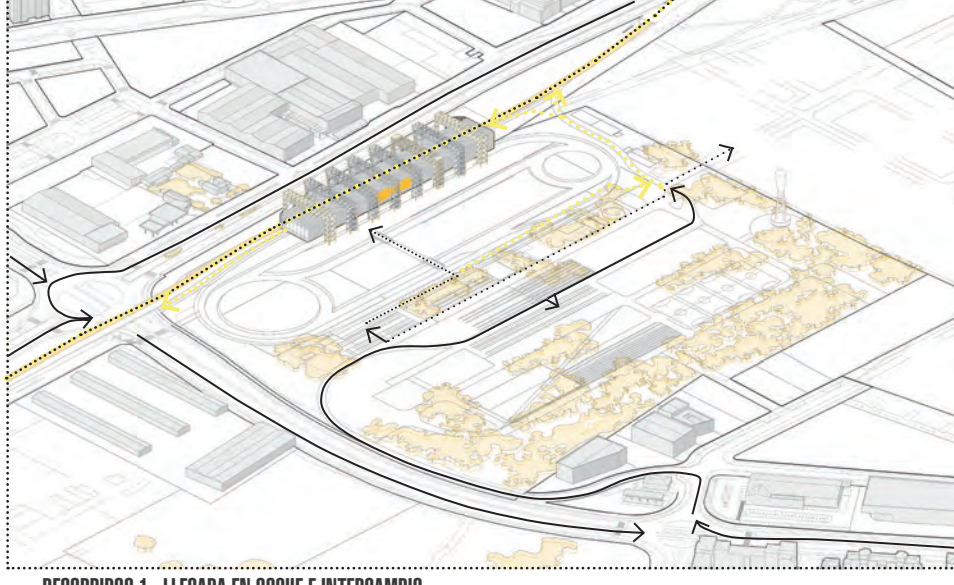 RECORRIDOS 1 - LLEGADA EN COCHE E INTERCAMBIO